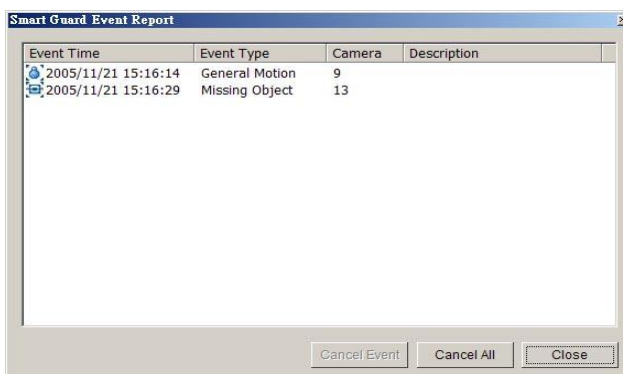 Smart Guard Event Report
Event Time Event Type Camera Description
2005/11/21 15:16:14 General Motion 9
2005/11/21 15:16:29 Missing Object 13
Cancel Event Cancel All Close